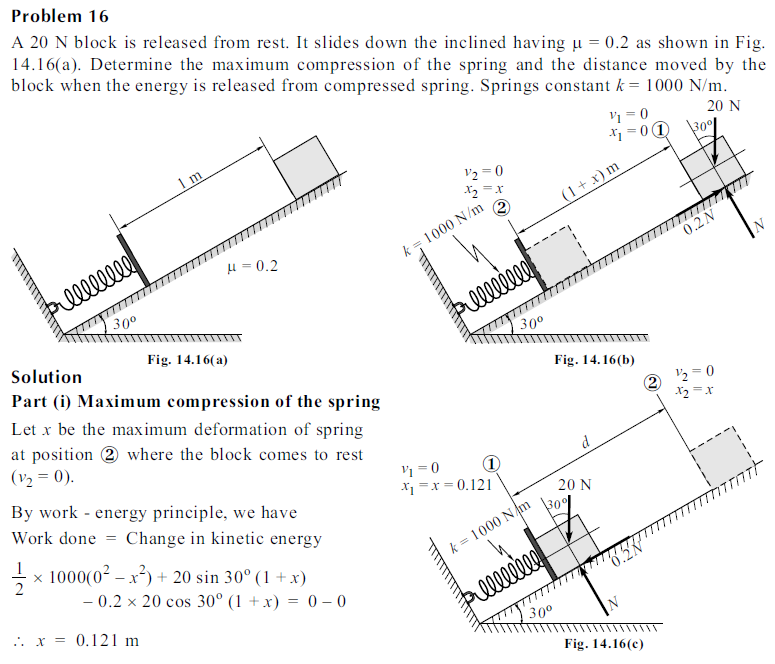 Problem 16
A 20 N block is released from rest. It slides down the inclined having μ = 0.2 as shown in Fig.
14.16(a). Determine the maximum compression of the spring and the distance moved by the
block when the energy is released from compressed spring. Springs constant k = 1000 N/m.
1 m
μ = 0.2
30°
Fig. 14.16(a)
v₁ = 0
x₁ = 0 ①
20 N
30°
v₂ = 0
x₂ = x
②
(1 + x) m
k = 1000 N/m
0.2 N
N
30°
Fig. 14.16(b)
Solution
Part (i) Maximum compression of the spring
Let x be the maximum deformation of spring
at position ② where the block comes to rest
(v₂ = 0).
By work - energy principle, we have
Work done = Change in kinetic energy
1/2 × 1000(0² – x²) + 20 sin 30° (1 + x)
– 0.2 × 20 cos 30° (1 + x) = 0 – 0
∴ x = 0.121 m
② v₂ = 0
x₂ = x
d
v₁ = 0
①
x₁ = x = 0.121
20 N
30°
k = 1000 N/m
0.2N
N
30°
Fig. 14.16(c)